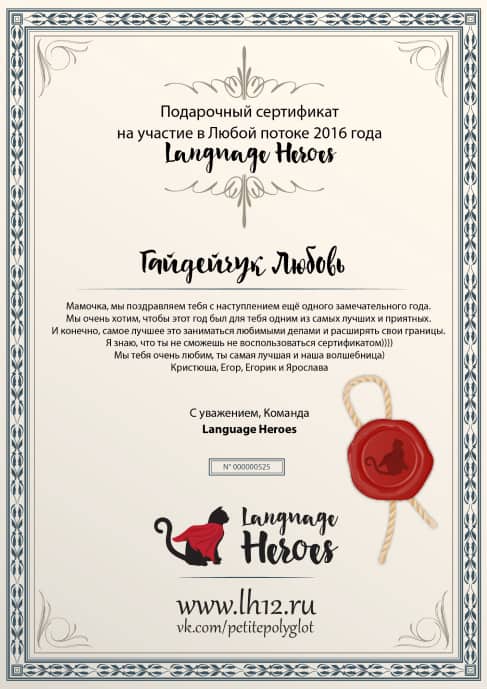 Подарочный сертификат
на участие в Любой потоке 2016 года
Language Heroes
Гайдейчук Любовь
Мамочка, мы поздравляем тебя с наступлением ещё одного замечательного года.
Мы очень хотим, чтобы этот год был для тебя одним из самых лучших и приятных.
И конечно, самое лучшее это заниматься любимыми делами и расширять свои границы.
Я знаю, что ты не сможешь не воспользоваться сертификатом))))
Мы тебя очень любим, ты самая лучшая и наша волшебница)
Кристюша, Егор, Егорик и Ярослава
С уважением, Команда
Language Heroes
N° 000000525
Language
Heroes
www.lh12.ru
vk.com/petitepolyglot